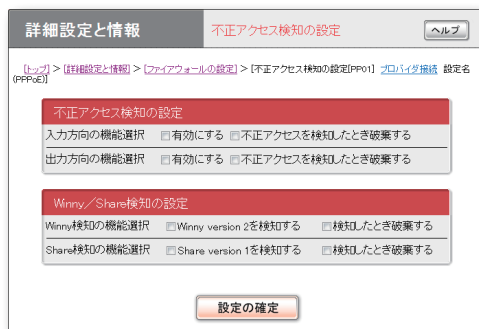 詳細設定と情報 不正アクセス検知の設定 ヘルプ
[トップ] > [詳細設定と情報] > [ファイアウォールの設定] > [不正アクセス検知の設定[PP01] プロバイダ接続 設定名
(PPPoE)]
不正アクセス検知の設定
入力方向の機能選択 有効にする 不正アクセスを検知したとき破棄する
出力方向の機能選択 有効にする 不正アクセスを検知したとき破棄する
Winny／Share検知の設定
Winny検知の機能選択 Winny version 2を検知する 検知したとき破棄する
Share検知の機能選択 Share version 1を検知する 検知したとき破棄する
設定の確定